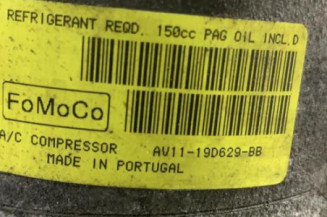 REFRIGERANT REQD. 150cc PAG OIL INCL.D
FoMoCo
A/C COMPRESSOR AV11-19D629-BB
MADE IN PORTUGAL